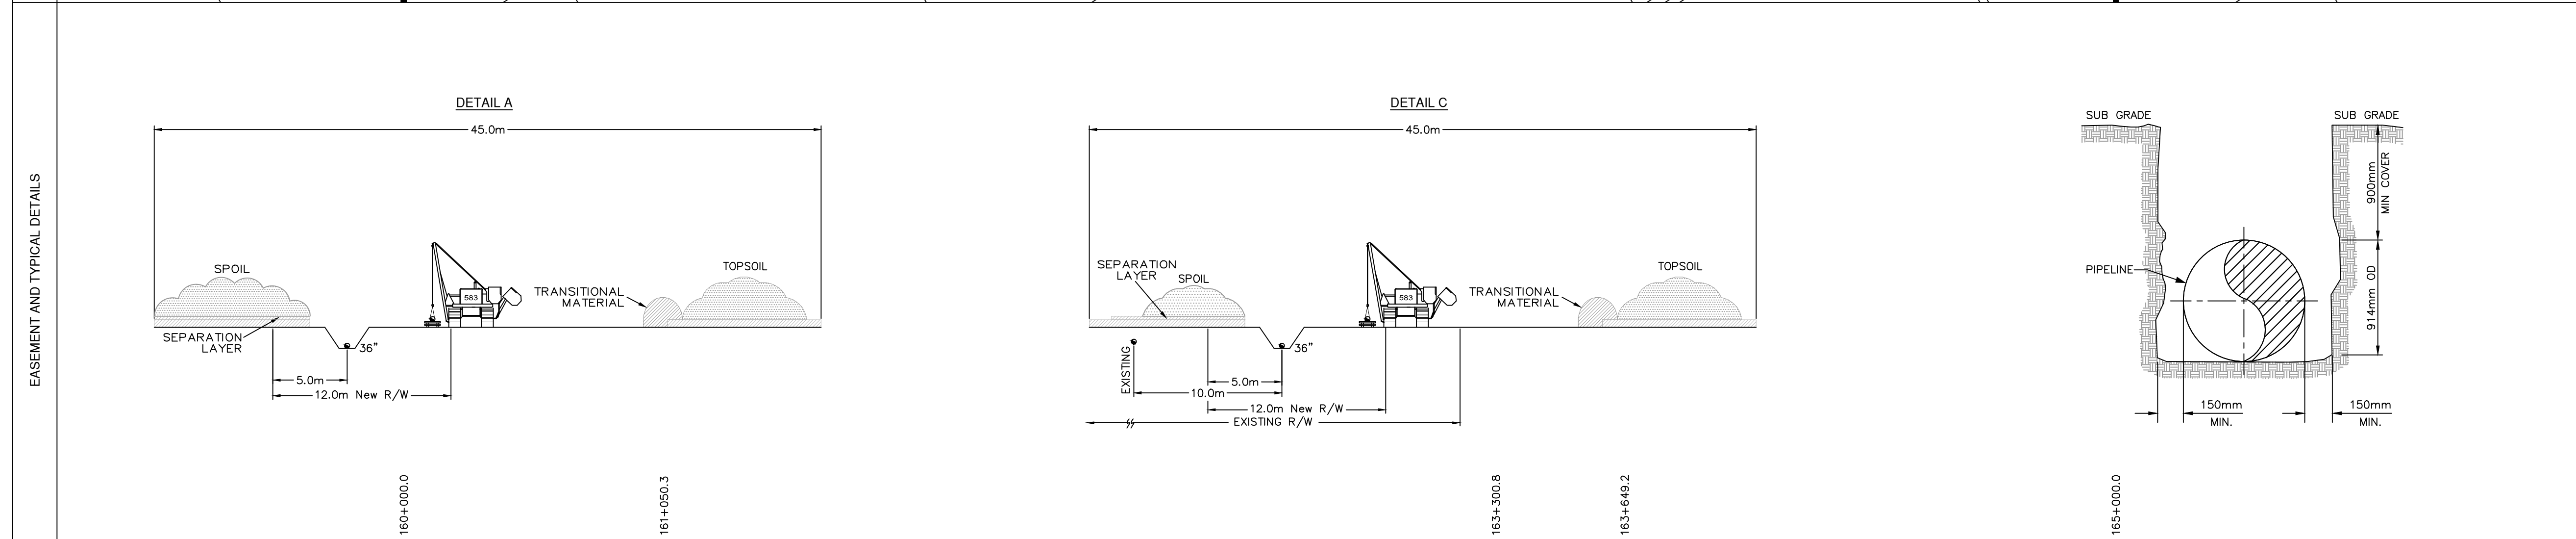 EASEMENT AND TYPICAL DETAILS
DETAIL A
45.0m
SPOIL
SEPARATION
LAYER
36”
583
TRANSITIONAL
MATERIAL
TOPSOIL
5.0m
12.0m New R/W
DETAIL C
45.0m
SEPARATION
LAYER
SPOIL
583
TRANSITIONAL
MATERIAL
TOPSOIL
36”
EXISTING
5.0m
10.0m
12.0m New R/W
EXISTING R/W
SUB GRADE
SUB GRADE
900mm
MIN COVER
PIPELINE
914mm OD
150mm
MIN.
150mm
MIN.
160+000.0
161+050.3
163+300.8
163+649.2
165+000.0